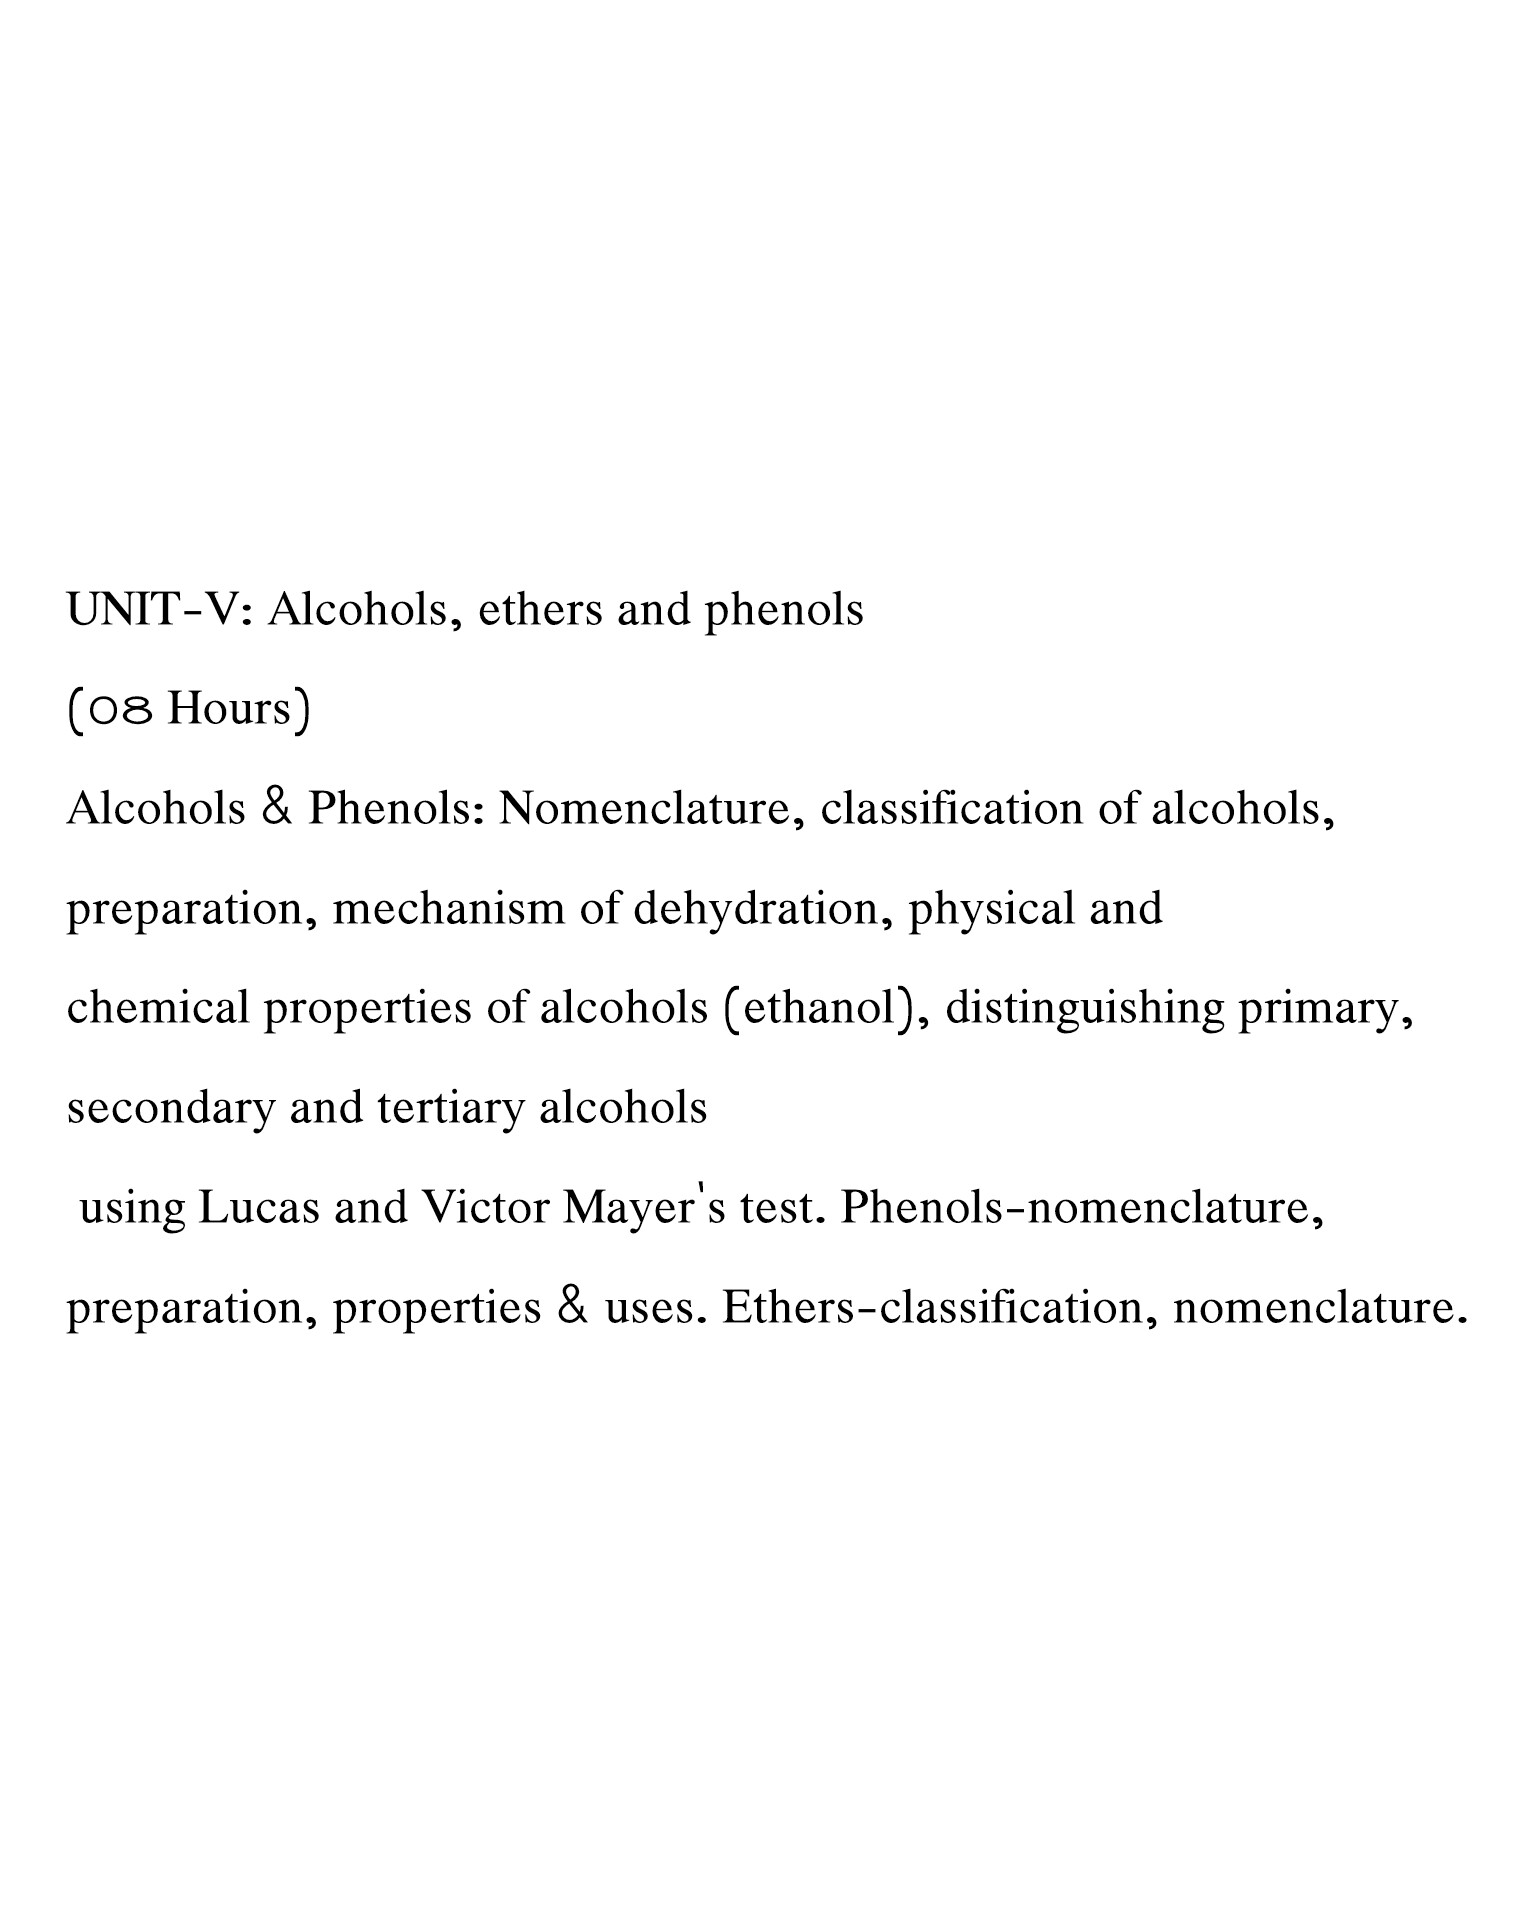 UNIT-V: Alcohols, ethers and phenols
(08 Hours)
Alcohols & Phenols: Nomenclature, classification of alcohols,
preparation, mechanism of dehydration, physical and
chemical properties of alcohols (ethanol), distinguishing primary,
secondary and tertiary alcohols
using Lucas and Victor Mayer's test. Phenols-nomenclature,
preparation, properties & uses. Ethers-classification, nomenclature.